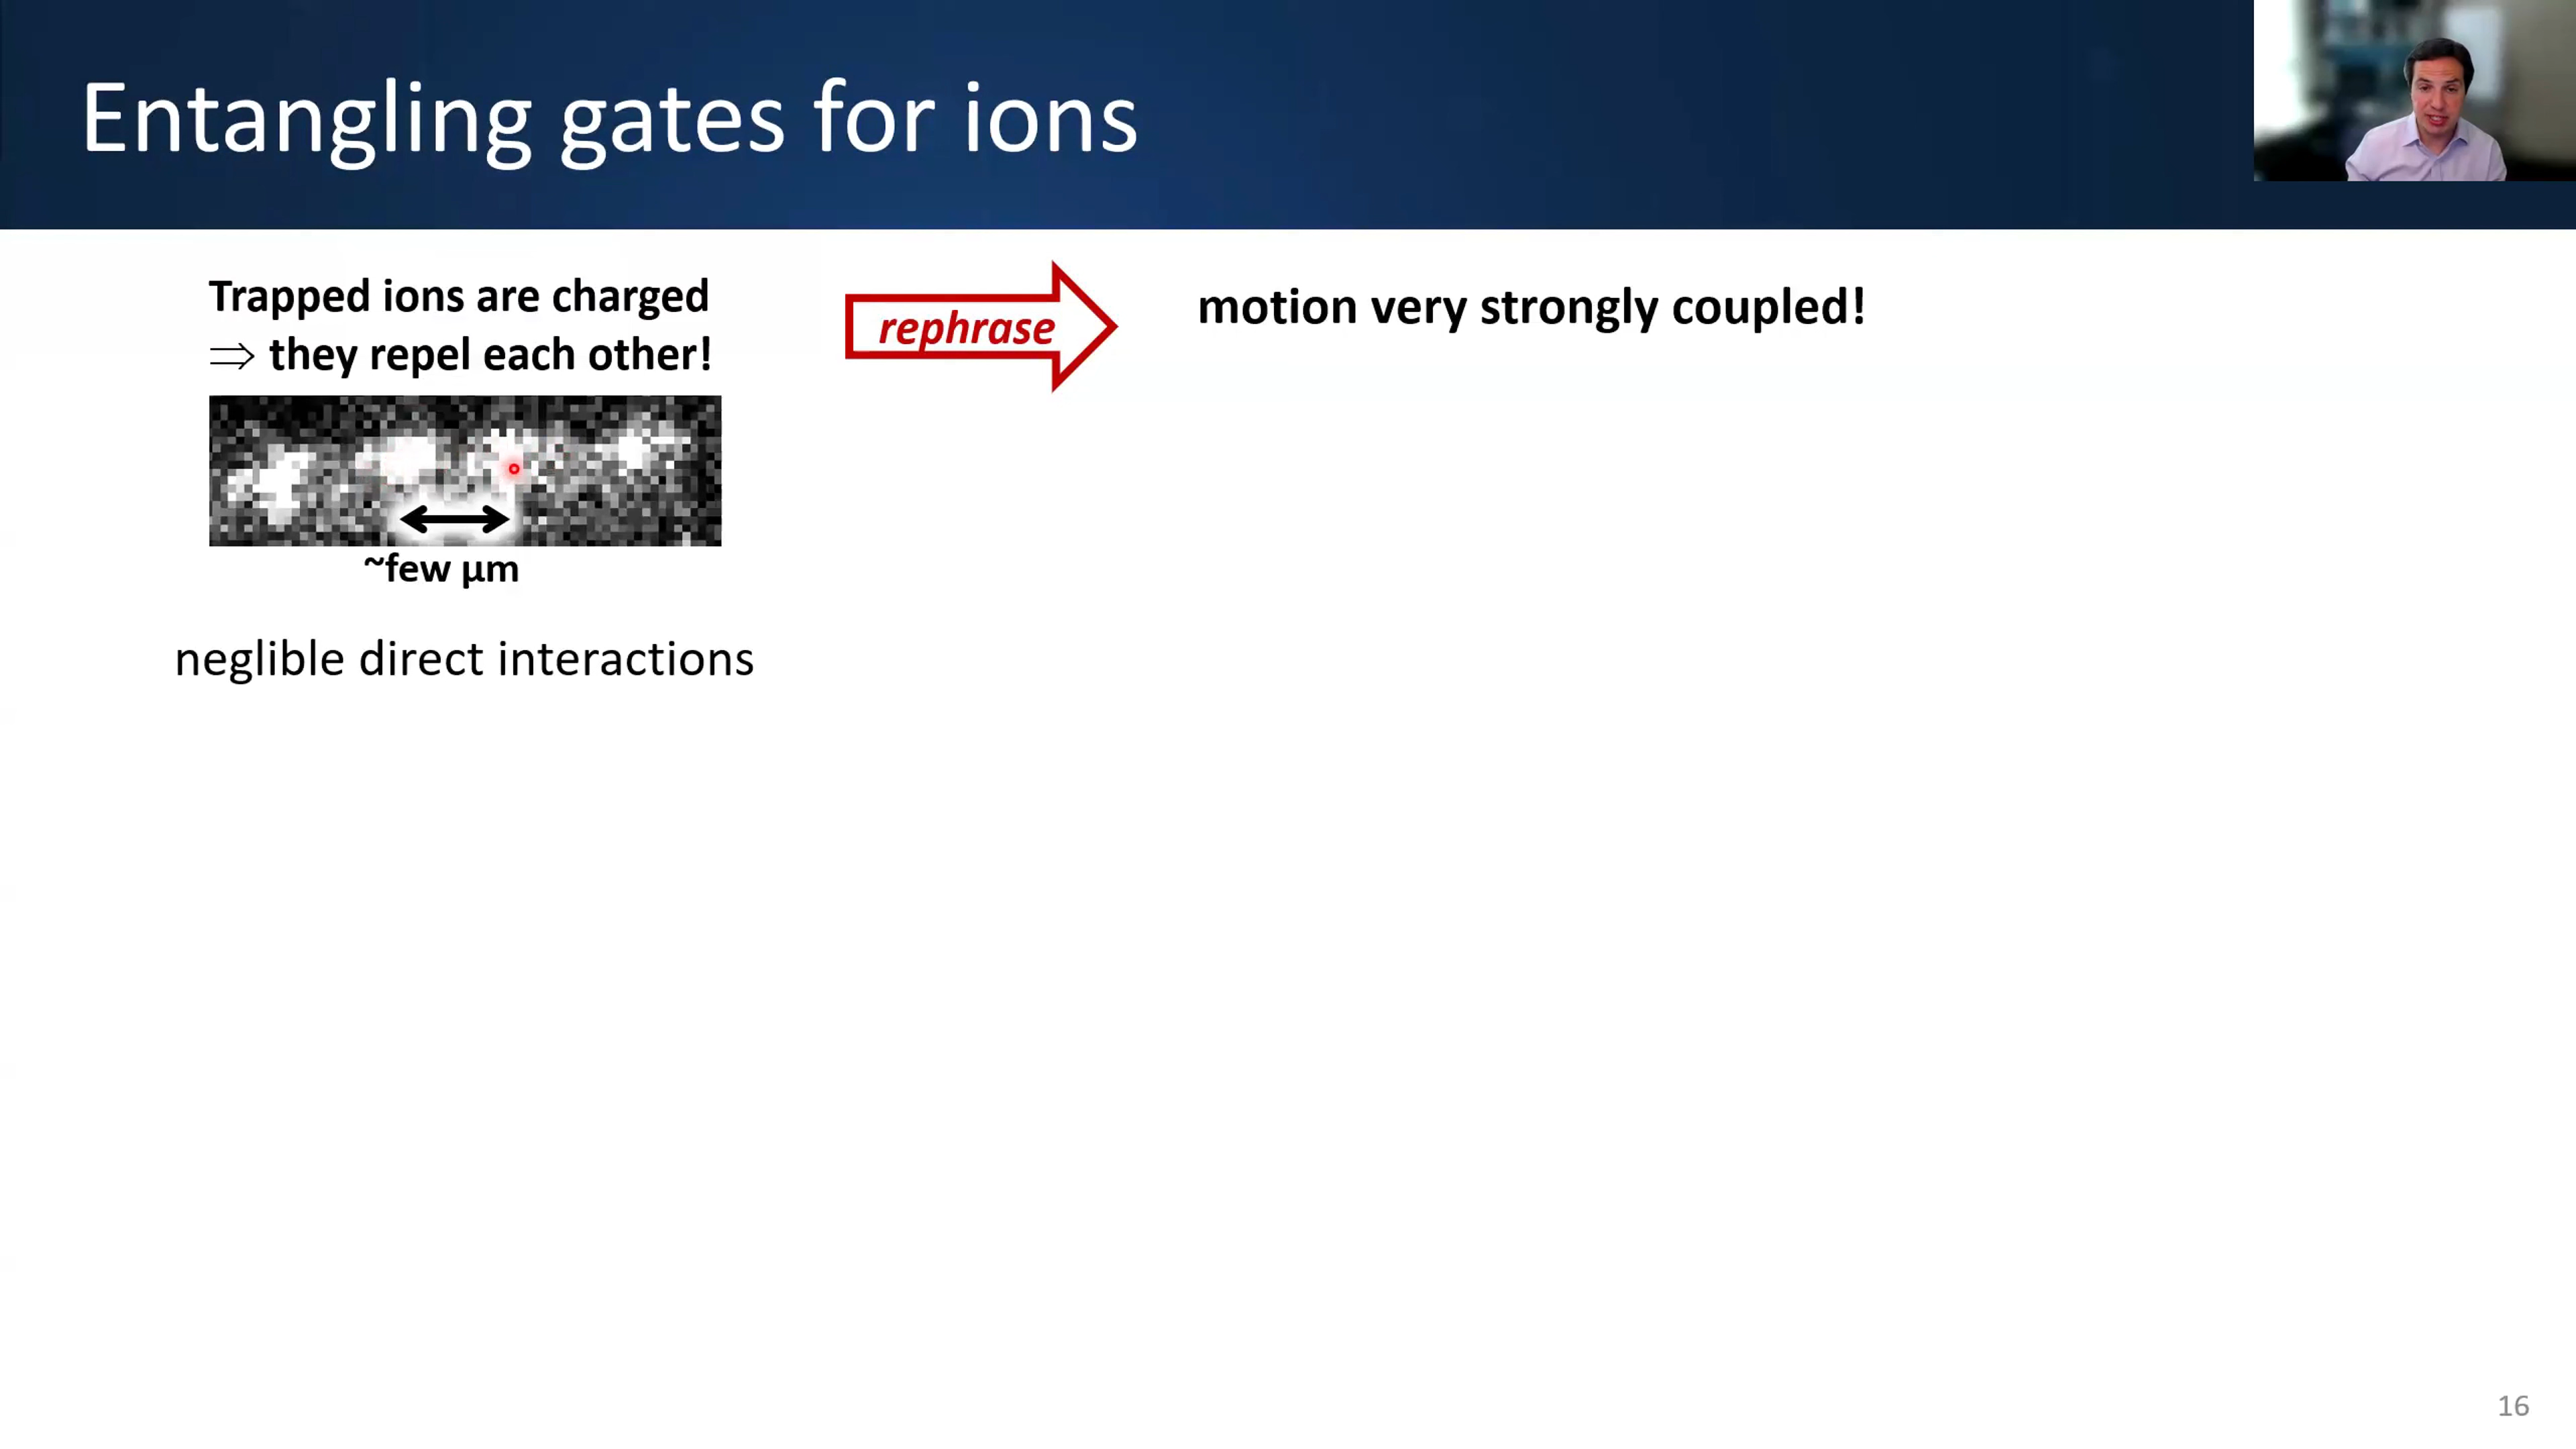 Entangling gates for ions
Trapped ions are charged
⇒ they repel each other!
rephrase
motion very strongly coupled!
~few µm
neglible direct interactions
16